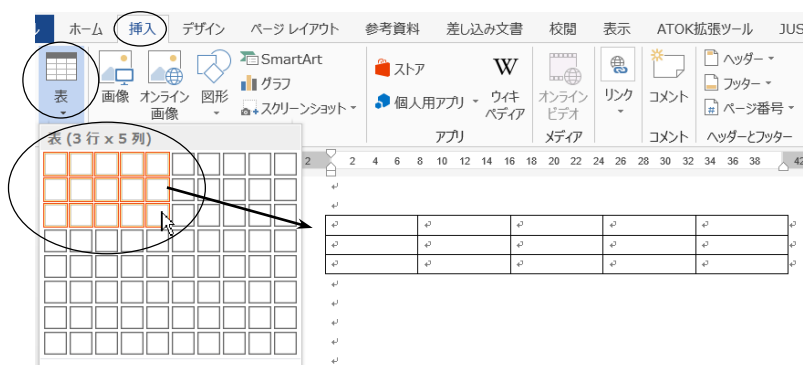 ル ホーム 挿入 デザイン ページ レイアウト 参考資料 差し込み文書 校閲 表示 ATOK拡張ツール JUS
表
画像
オンライン
画像
図形
SmartArt
グラフ
スクリーンショット
ストア
個人用アプリ
W
ウィキ
ペディア
アプリ
オンライン
ビデオ
メディア
リンク
コメント
コメント
ヘッダー
フッター
# ページ番号
ヘッダーとフッター
表 (3 行 x 5 列)
2 2 4 6 8 10 12 14 16 18 20 22 24 26 28 30 32 34 36 38 42